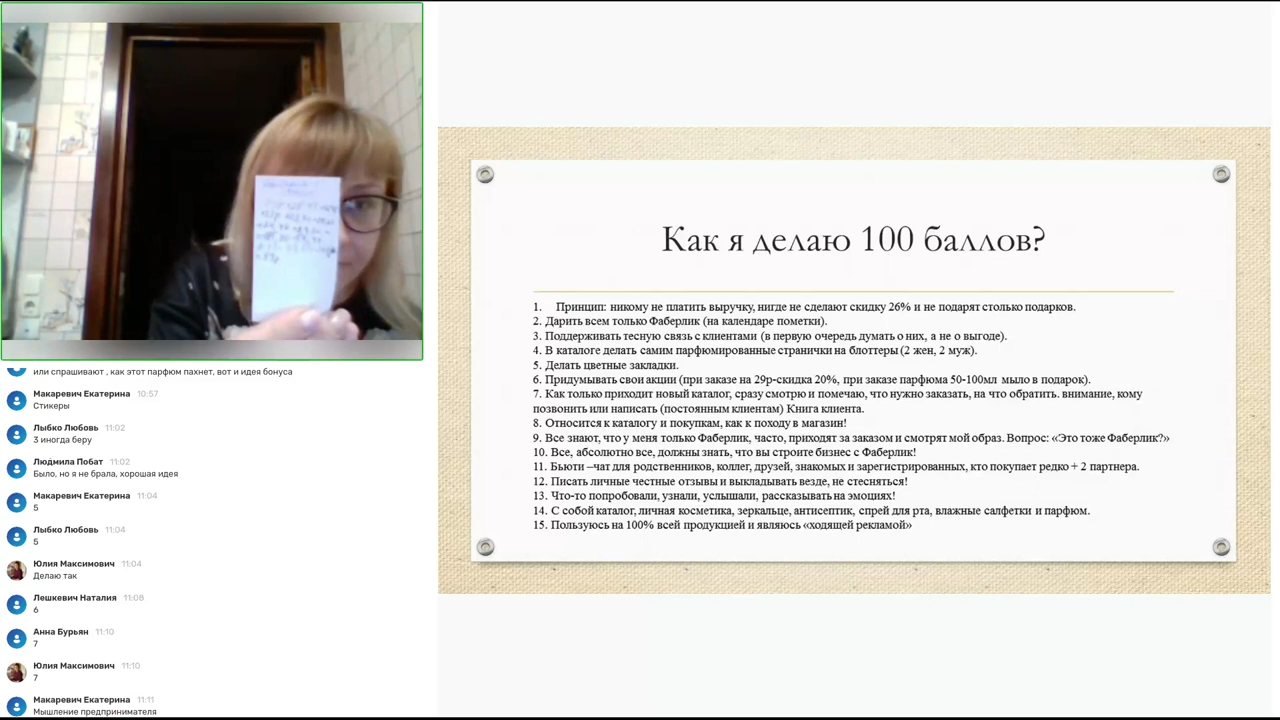 или спрашивают , как этот парфюм пахнет, вот и идея бонуса
Макаревич Екатерина 10:57
Стикеры
Лыбко Любовь 11:02
3 иногда беру
Людмила Побат 11:02
Было, но я не брала, хорошая идея
Макаревич Екатерина 11:04
5
Лыбко Любовь 11:04
5
Юлия Максимович 11:04
Делаю так
Лешкевич Наталия 11:08
6
Анна Бурьян 11:10
7
Юлия Максимович 11:10
7
Макаревич Екатерина 11:11
Мышление предпринимателя
Как я делаю 100 баллов?
1. Принцип: никому не платить выручку, нигде не сделают скидку 26% и не подарят столько подарков.
2. Дарить всем только Фаберлик (на календаре пометки).
3. Поддерживать тесную связь с клиентами (в первую очередь думать о них, а не о выгоде).
4. В каталоге делать самим парфюмированные странички на блоттеры (2 жен, 2 муж).
5. Делать цветные закладки.
6. Придумывать свои акции (при заказе на 29р-скидка 20%, при заказе парфюма 50-100мл мыло в подарок).
7. Как только приходит новый каталог, сразу смотрю и помечаю, что нужно заказать, на что обратить. внимание, кому
позвонить или написать (постоянным клиентам) Книга клиента.
8. Относится к каталогу и покупкам, как к походу в магазин!
9. Все знают, что у меня только Фаберлик, часто, приходят за заказом и смотрят мой образ. Вопрос: «Это тоже Фаберлик?»
10. Все, абсолютно все, должны знать, что вы строите бизнес с Фаберлик!
11. Бьюти –чат для родственников, коллег, друзей, знакомых и зарегистрированных, кто покупает редко + 2 партнера.
12. Писать личные честные отзывы и выкладывать везде, не стесняться!
13. Что-то попробовали, узнали, услышали, рассказывать на эмоциях!
14. С собой каталог, личная косметика, зеркальце, антисептик, спрей для рта, влажные салфетки и парфюм.
15. Пользуюсь на 100% всей продукцией и являюсь «ходящей рекламой»